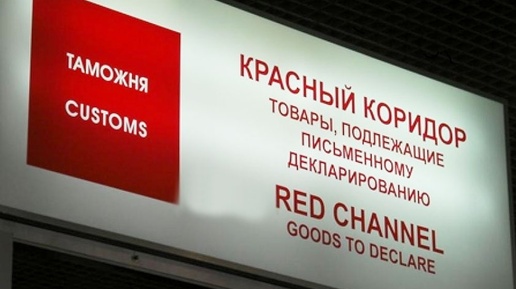 ТАМОЖНЯ
CUSTOMS
КРАСНЫЙ КОРИДОР
ТОВАРЫ, ПОДЛЕЖАЩИЕ
ПИСЬМЕННОМУ
ДЕКЛАРИРОВАНИЮ
RED CHANNEL
GOODS TO DECLARE